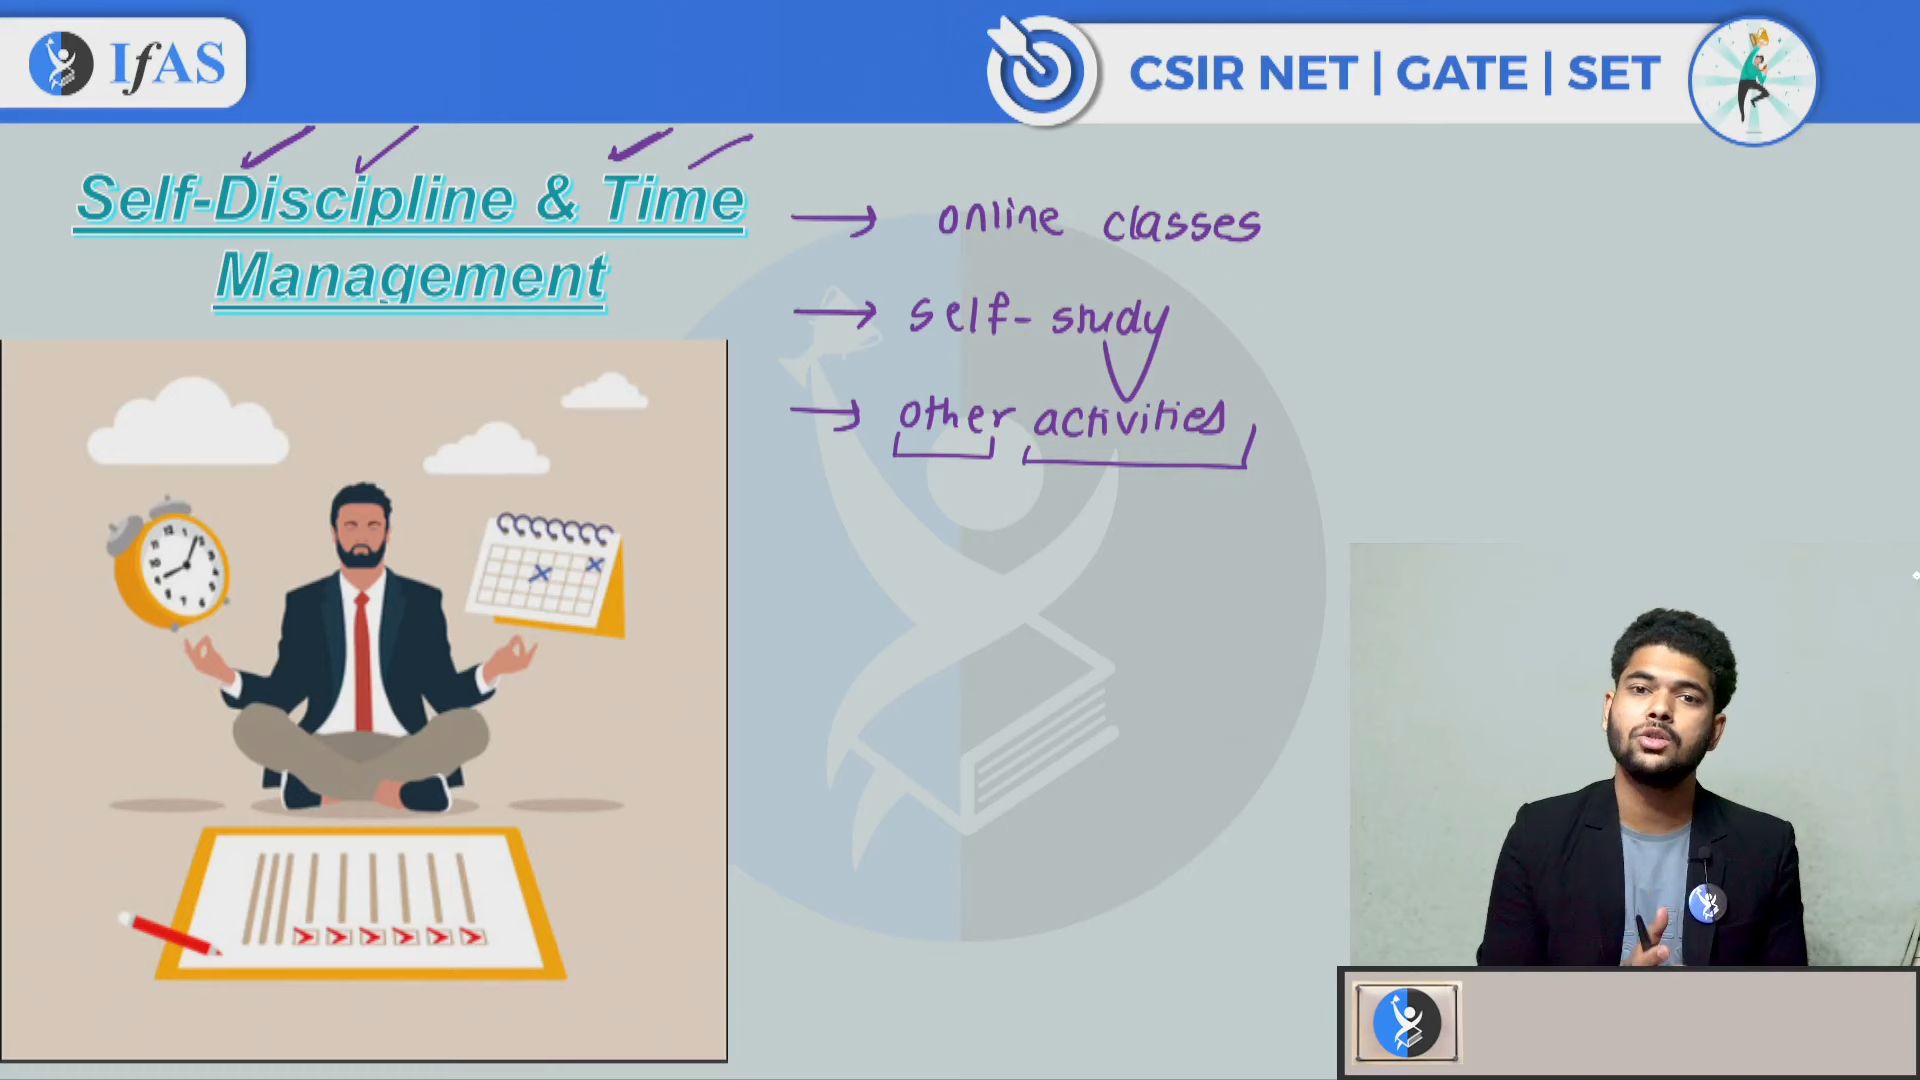 IfAS
CSIR NET | GATE | SET
Self-Discipline & Time
Management
→ online classes
→ self-study
→ other activities